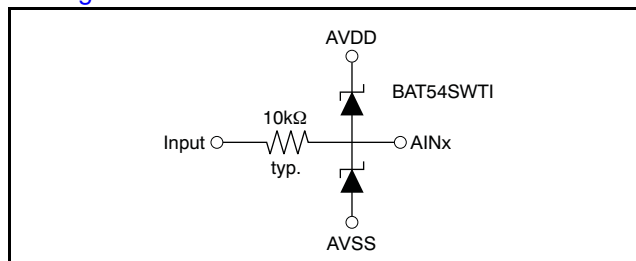 AVDD
BAT54SWTI
10kΩ
Input
AINx
typ.
AVSS